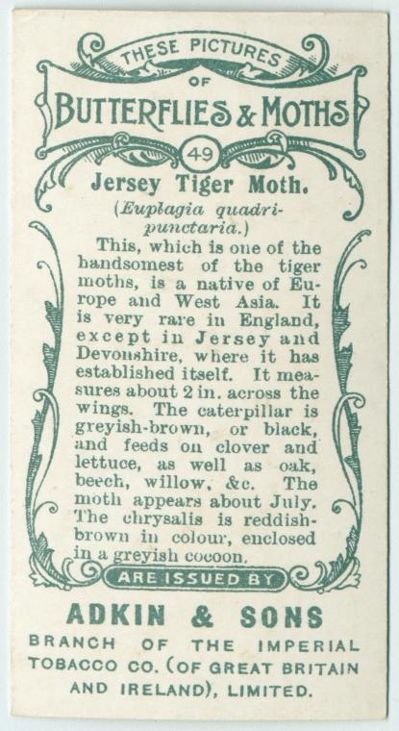 THESE PICTURES
OF
BUTTERFLIES & MOTHS
49
Jersey Tiger Moth.
(Euplagia quadri-
punctaria.)
This, which is one of the
handsomest of the tiger
moths, is a native of Eu-
rope and West Asia. It
is very rare in England,
except in Jersey and
Devonshire, where it has
established itself. It mea-
sures about 2 in. across the
wings. The caterpillar is
greyish-brown, or black,
and feeds on clover and
lettuce, as well as oak,
beech, willow, &c. The
moth appears about July.
The chrysalis is reddish-
brown in colour, enclosed
in a greyish cocoon.
ARE ISSUED BY
ADKIN & SONS
BRANCH OF THE IMPERIAL
TOBACCO CO. (OF GREAT BRITAIN
AND IRELAND), LIMITED.